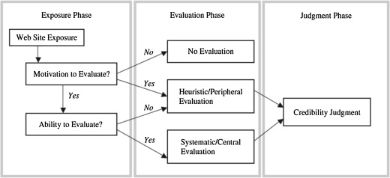 Exposure Phase
Evaluation Phase
Judgment Phase
Web Site Exposure
No
No Evaluation
Motivation to Evaluate?
Yes
Heuristic/Peripheral
Evaluation
Yes
No
Credibility Judgment
Ability to Evaluate?
Yes
Systematic/Central
Evaluation